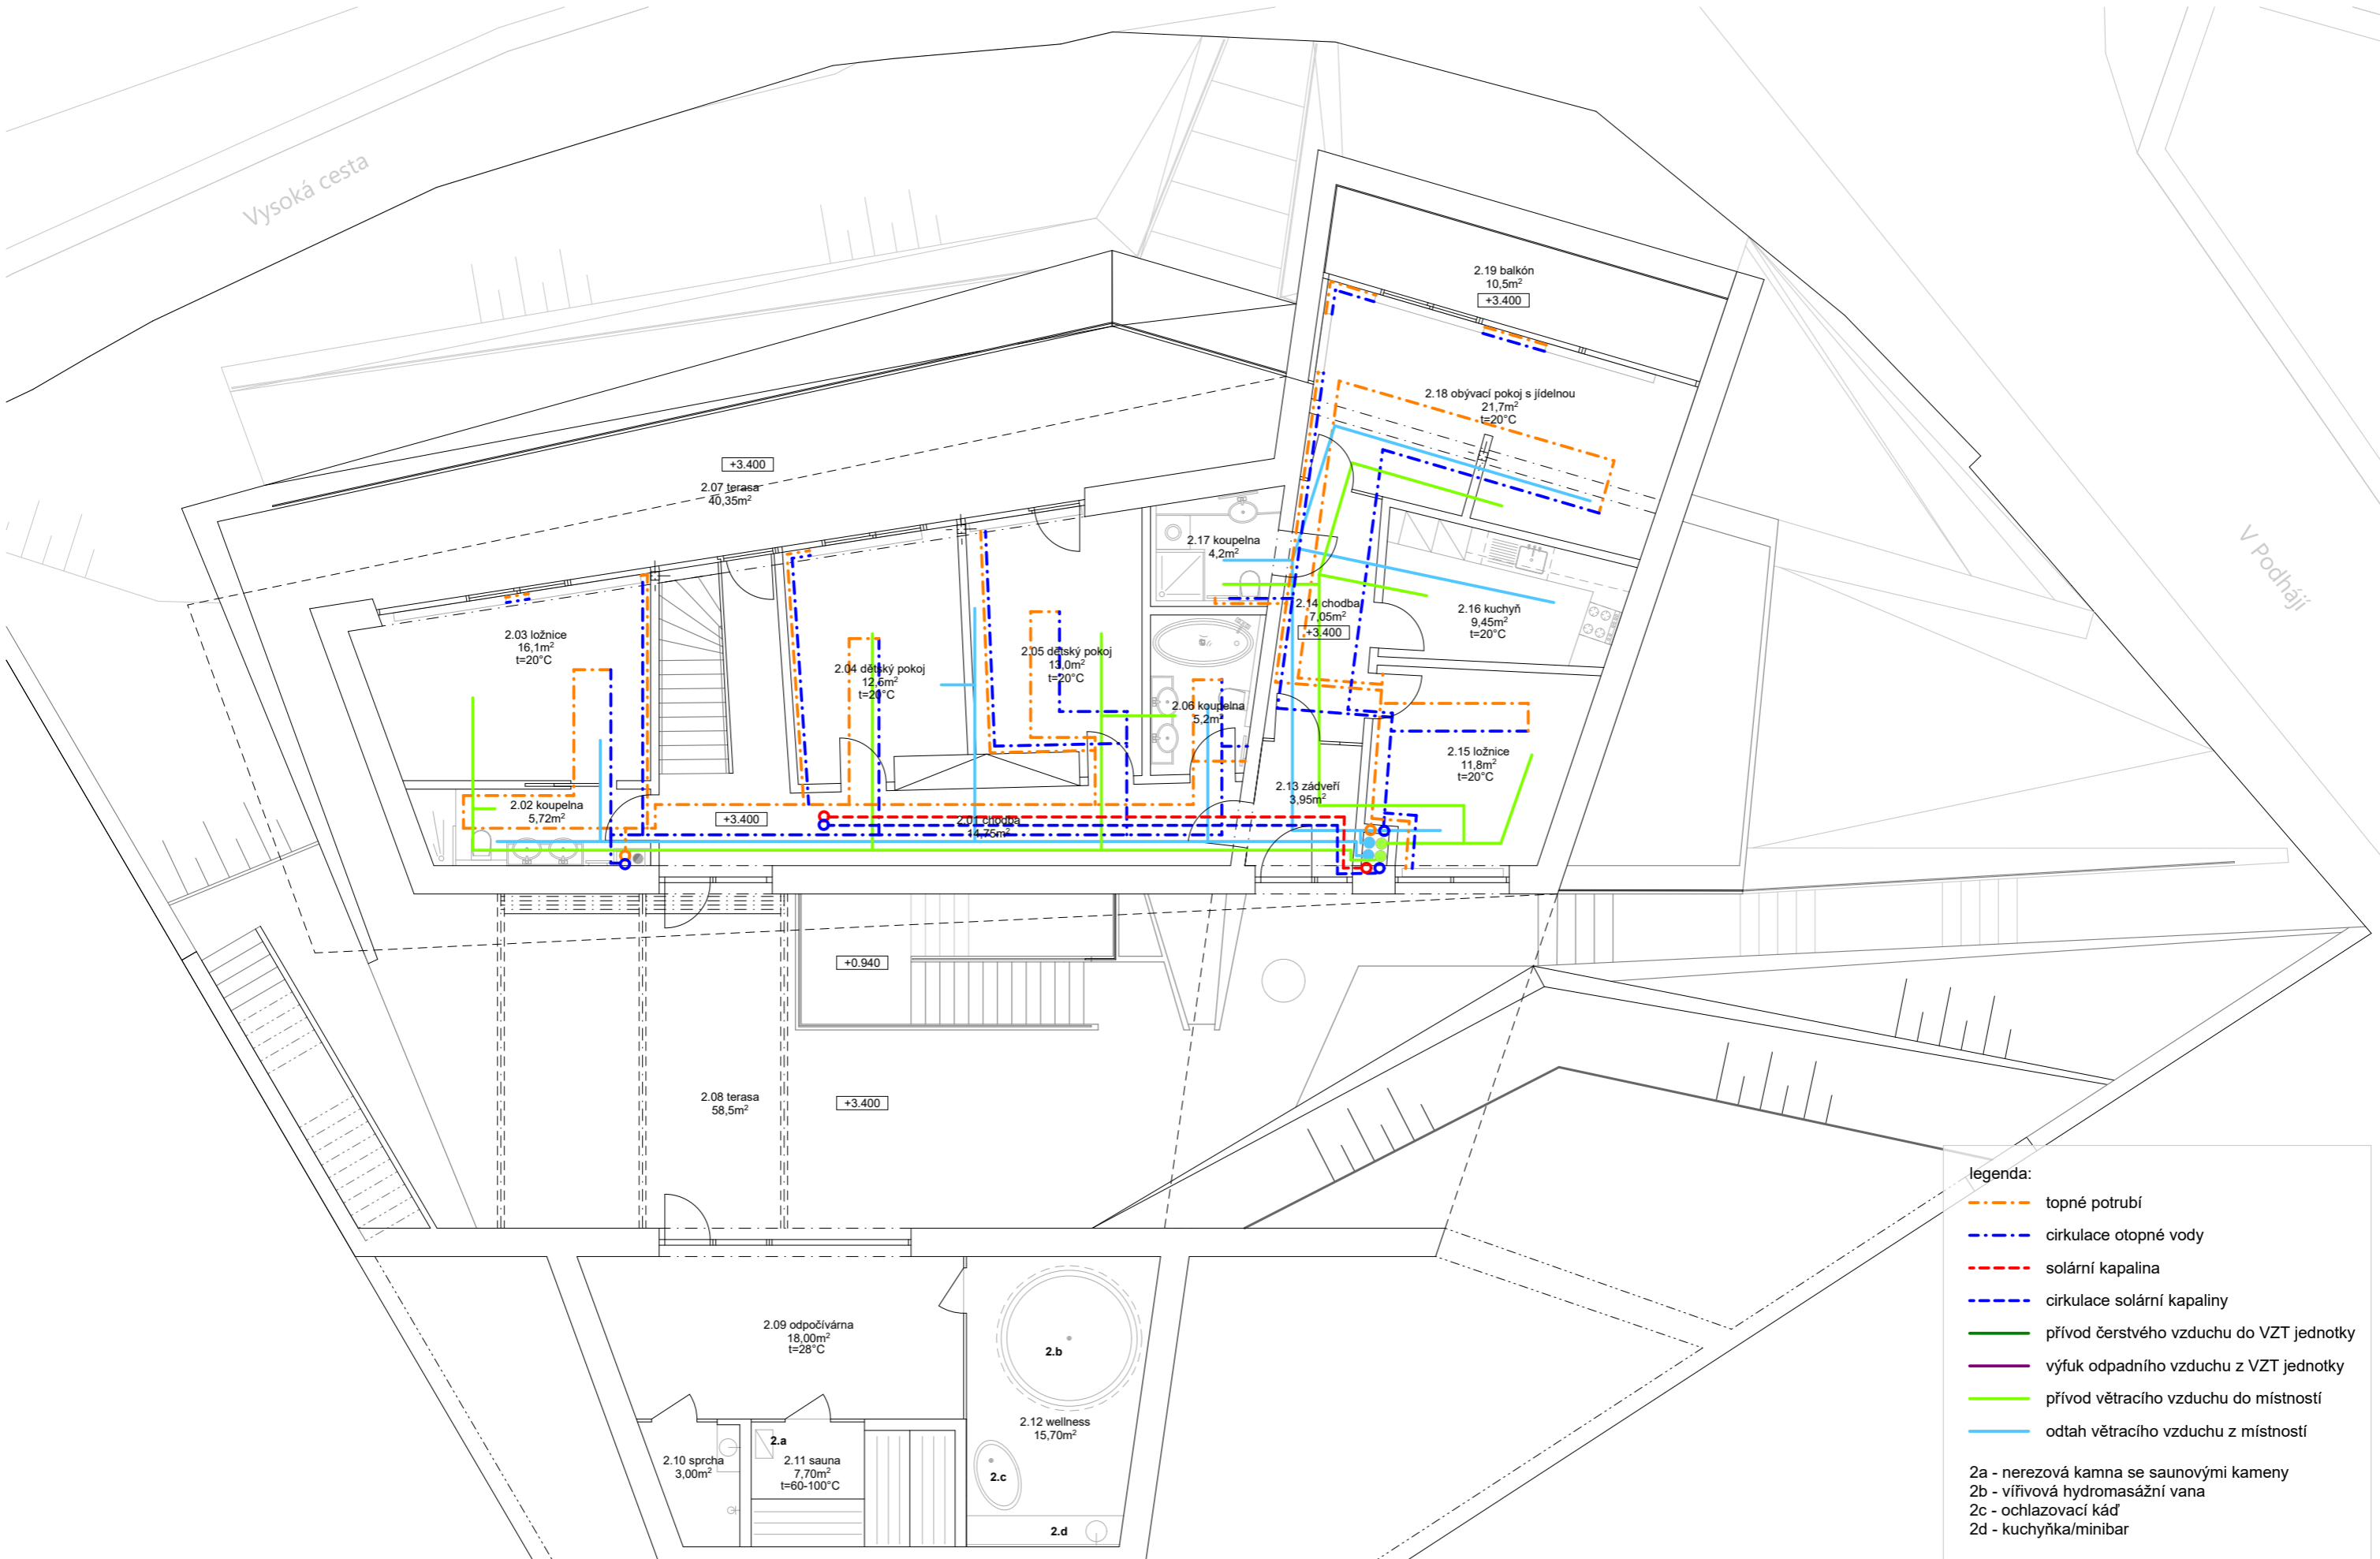 Vysoká cesta
2.19 balkón
10,5m²
+3.400
2.18 obývací pokoj s jídelnou
21,7m²
t=20°C
+3.400
2.07 terasa
40,35m²
V Podhájí
2.17 koupelna
4,2m²
2.14 chodba
7,05m²
+3.400
2.16 kuchyň
9,45m²
t=20°C
2.03 ložnice
16,1m²
t=20°C
2.04 dětský pokoj
12,6m²
t=20°C
2.05 dětský pokoj
13,0m²
t=20°C
2.06 koupelna
5,2m²
2.15 ložnice
11,8m²
t=20°C
2.13 zádveří
3,95m²
2.02 koupelna
5,72m²
+3.400
2.01 chodba
14,75m²
+0.940
2.08 terasa
58,5m²
+3.400
2.09 odpočívárna
18,00m²
t=28°C
2.b
2.12 wellness
15,70m²
2.a
2.10 sprcha
3,00m²
2.11 sauna
7,70m²
t=60-100°C
2.c
2.d
legenda:
topné potrubí
cirkulace otopné vody
solární kapalina
cirkulace solární kapaliny
přívod čerstvého vzduchu do VZT jednotky
výfuk odpadního vzduchu z VZT jednotky
přívod větracího vzduchu do místností
odtah větracího vzduchu z místností
2a - nerezová kamna se saunovými kameny
2b - vířivová hydromasážní vana
2c - ochlazovací káď
2d - kuchyňka/minibar